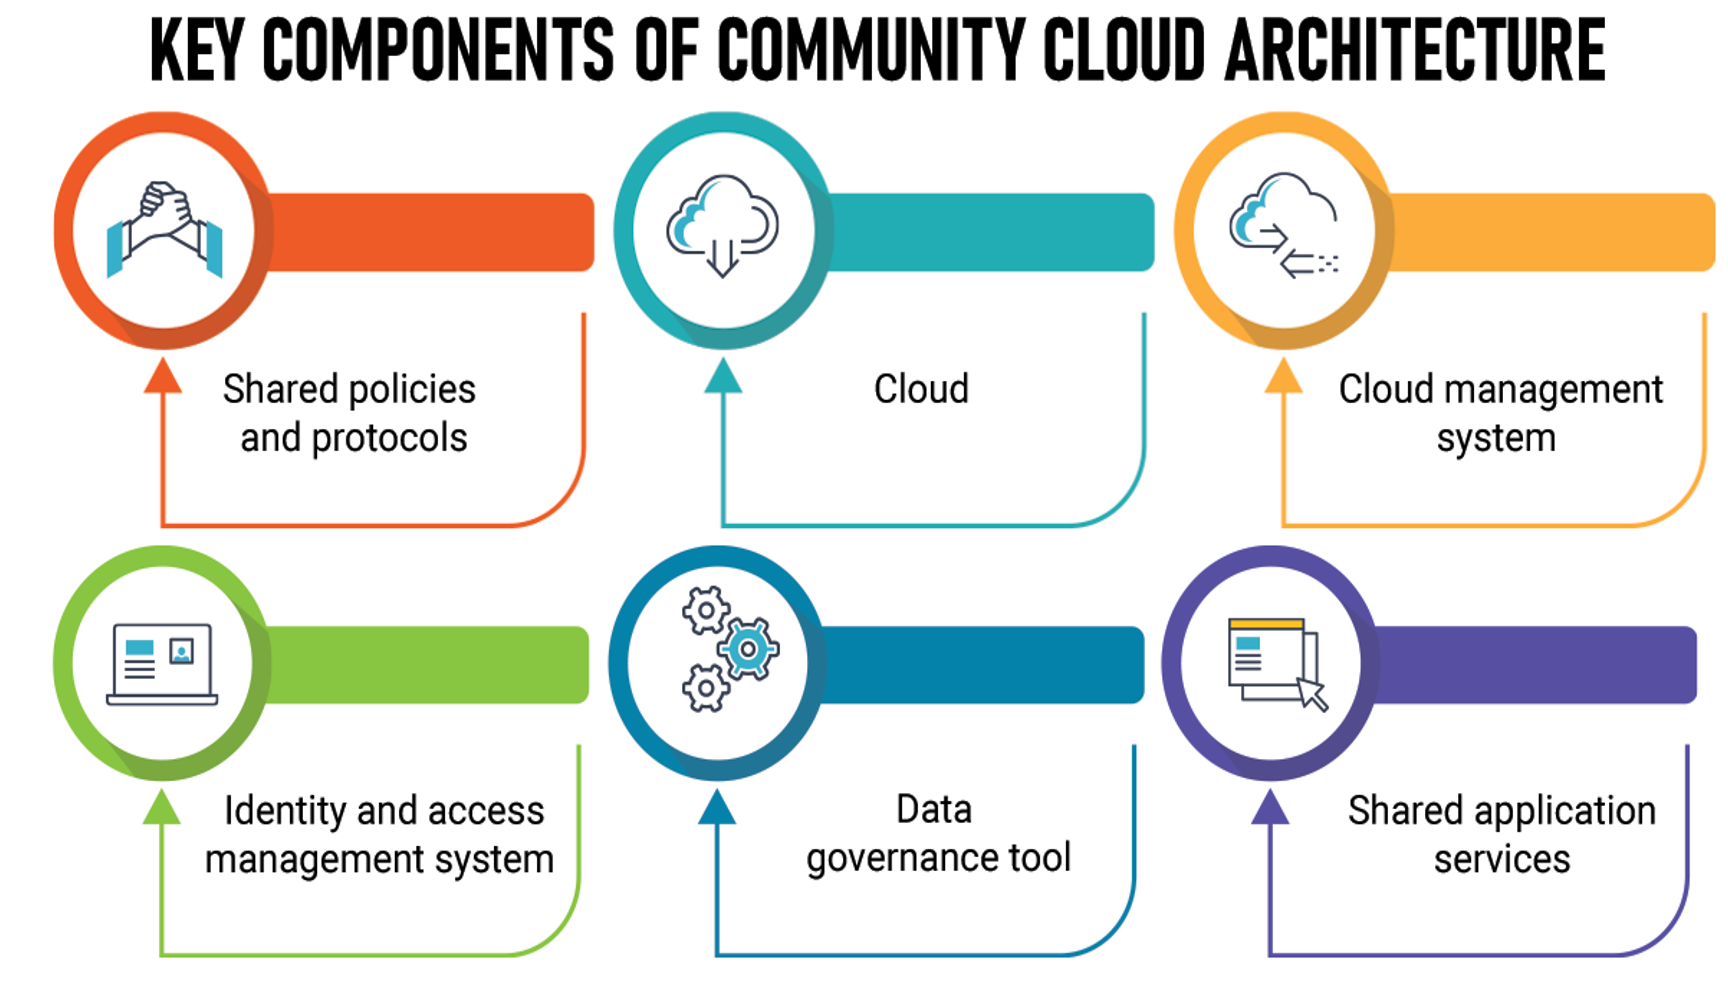 KEY COMPONENTS OF COMMUNITY CLOUD ARCHITECTURE
Shared policies
and protocols
Cloud
Cloud management
system
Identity and access
management system
Data
governance tool
Shared application
services